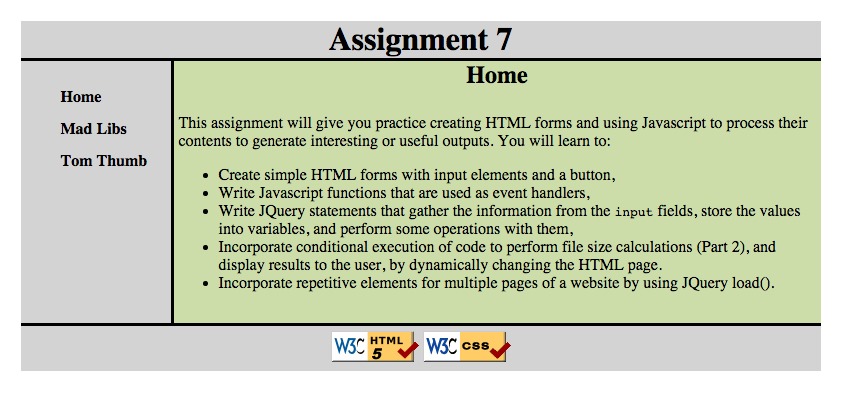 Assignment 7
Home
Mad Libs
Tom Thumb
Home
This assignment will give you practice creating HTML forms and using Javascript to process their
contents to generate interesting or useful outputs. You will learn to:
• Create simple HTML forms with input elements and a button,
• Write Javascript functions that are used as event handlers,
• Write JQuery statements that gather the information from the input fields, store the values
into variables, and perform some operations with them,
• Incorporate conditional execution of code to perform file size calculations (Part 2), and
display results to the user, by dynamically changing the HTML page.
• Incorporate repetitive elements for multiple pages of a website by using JQuery load().
W3C HTML 5
W3C css